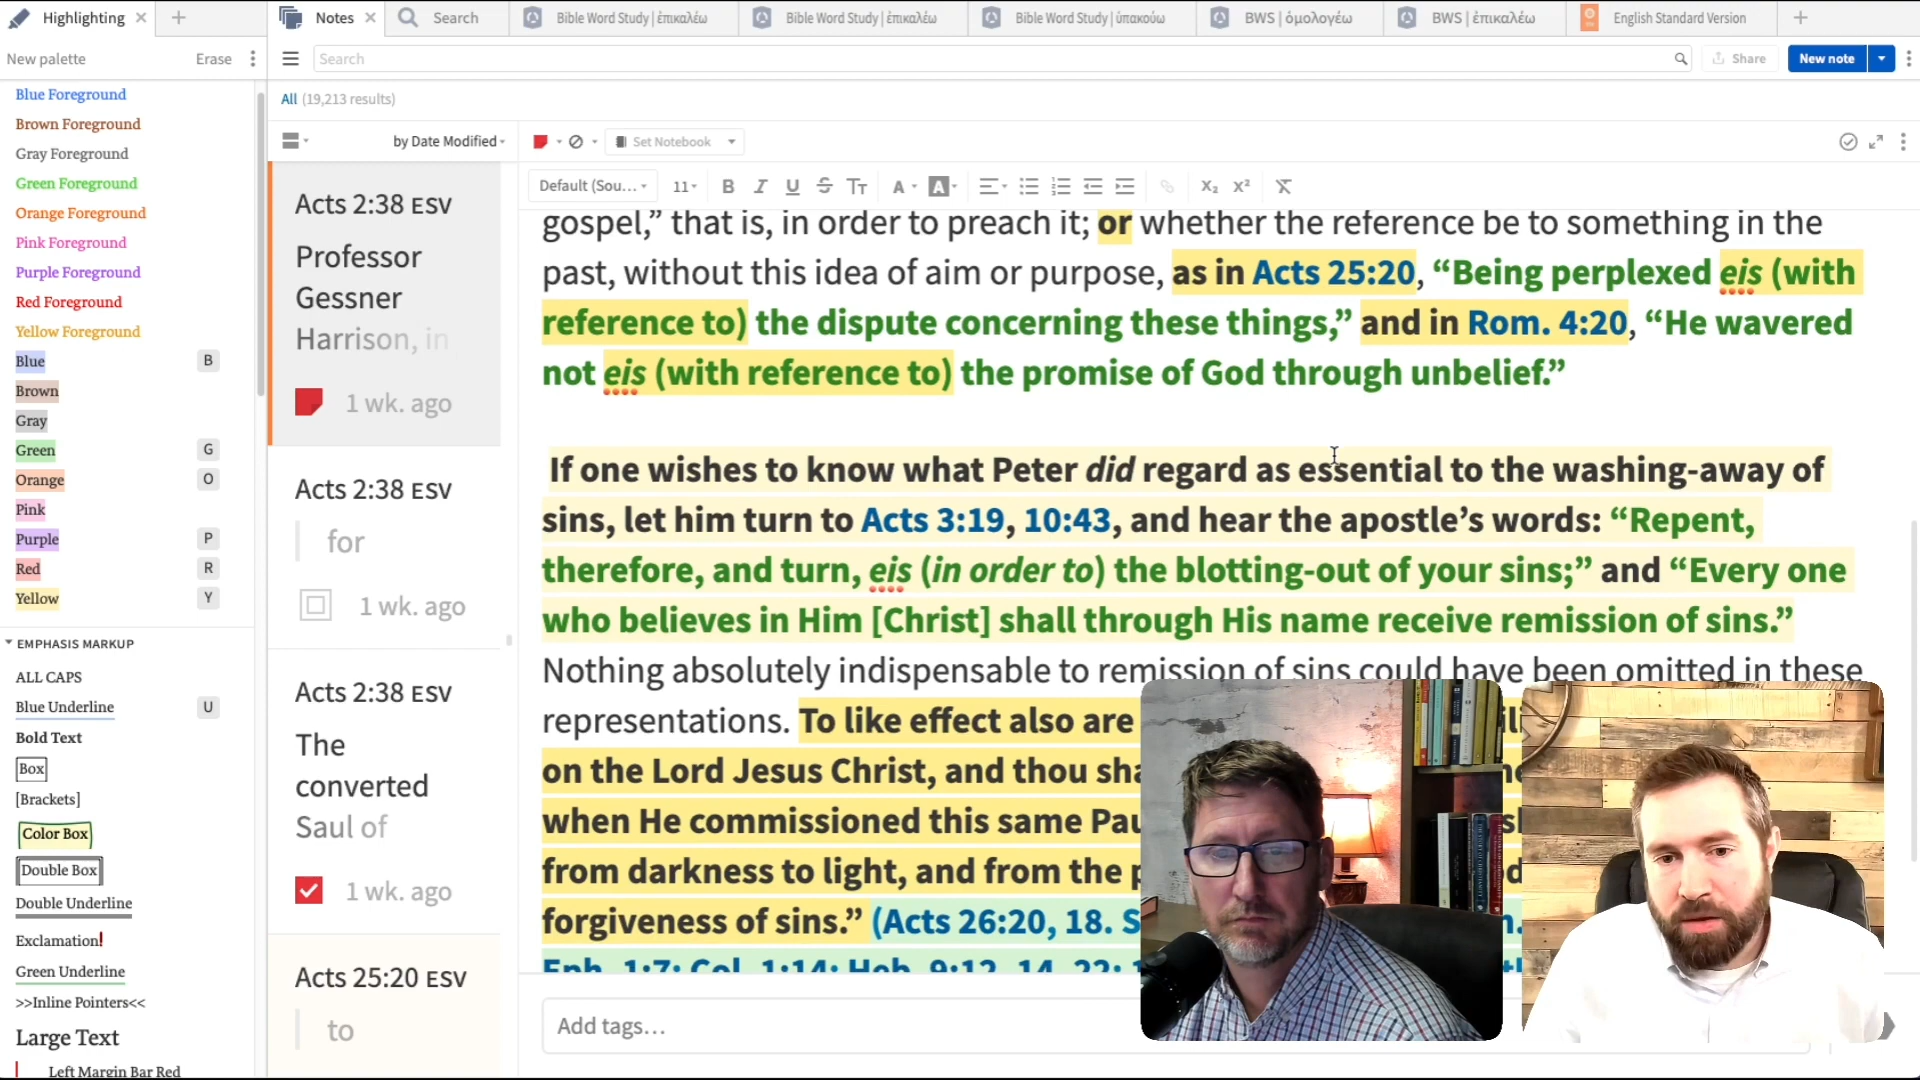 Highlighting
Notes
Search
Bible Word Study | ἐπικαλέω
Bible Word Study | ἐπικαλέω
Bible Word Study | ὑπακούω
BWS | ὁμολογέω
BWS | ἐπικαλέω
English Standard Version
New palette
Erase
Search
Share
New note
Blue Foreground
Brown Foreground
Gray Foreground
Green Foreground
Orange Foreground
Pink Foreground
Purple Foreground
Red Foreground
Yellow Foreground
Blue B
Brown
Gray
Green G
Orange O
Pink
Purple P
Red R
Yellow Y
EMPHASIS MARKUP
ALL CAPS
Blue Underline U
Bold Text
Box
[Brackets]
Color Box
Double Box
Double Underline
Exclamation!
Green Underline
>>Inline Pointers<<
Large Text
Left Margin Bar Red
All (19,213 results)
by Date Modified
Acts 2:38 ESV
Professor
Gessner
Harrison, in
1 wk. ago
Acts 2:38 ESV
for
1 wk. ago
Acts 2:38 ESV
The
converted
Saul of
1 wk. ago
Acts 25:20 ESV
to
Set Notebook
Default (Sou...
11
B I U S TT A A X₂ X²
gospel,” that is, in order to preach it; or whether the reference be to something in the
past, without this idea of aim or purpose, as in Acts 25:20, “Being perplexed eis (with
reference to) the dispute concerning these things,” and in Rom. 4:20, “He wavered
not eis (with reference to) the promise of God through unbelief.”
If one wishes to know what Peter did regard as essential to the washing-away of
sins, let him turn to Acts 3:19, 10:43, and hear the apostle’s words: “Repent,
therefore, and turn, eis (in order to) the blotting-out of your sins;” and “Every one
who believes in Him [Christ] shall through His name receive remission of sins.”
Nothing absolutely indispensable to remission of sins could have been omitted in these
representations. To like effect also are
on the Lord Jesus Christ, and thou sha
when He commissioned this same Pau
from darkness to light, and from the p
forgiveness of sins.” (Acts 26:20, 18. S
Eph. 1:7; Col. 1:14; Heb. 9:12, 14, 22;
Add tags...